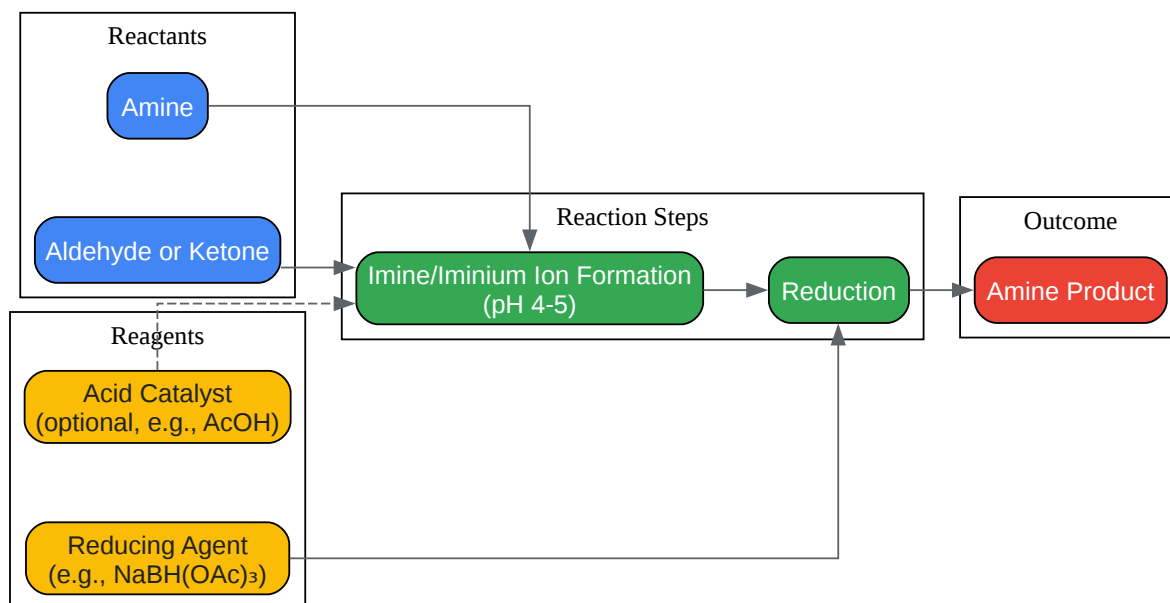 Reactants
Amine
Aldehyde or Ketone
Reagents
Acid Catalyst
(optional, e.g., AcOH)
Reducing Agent
(e.g., NaBH(OAc)₃)
Reaction Steps
Imine/Iminium Ion Formation
(pH 4-5)
Reduction
Outcome
Amine Product